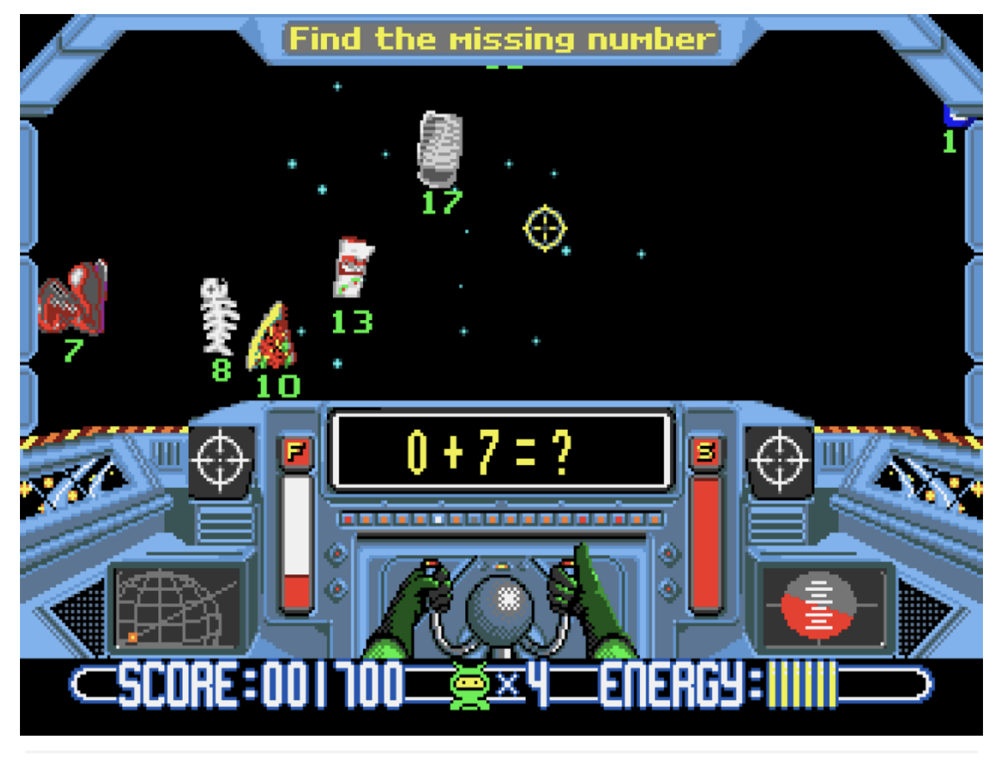 Find the missing number
1
17
13
7
8
10
0 + 7 = ?
F
S
SCORE:001700 x4 ENERGY: